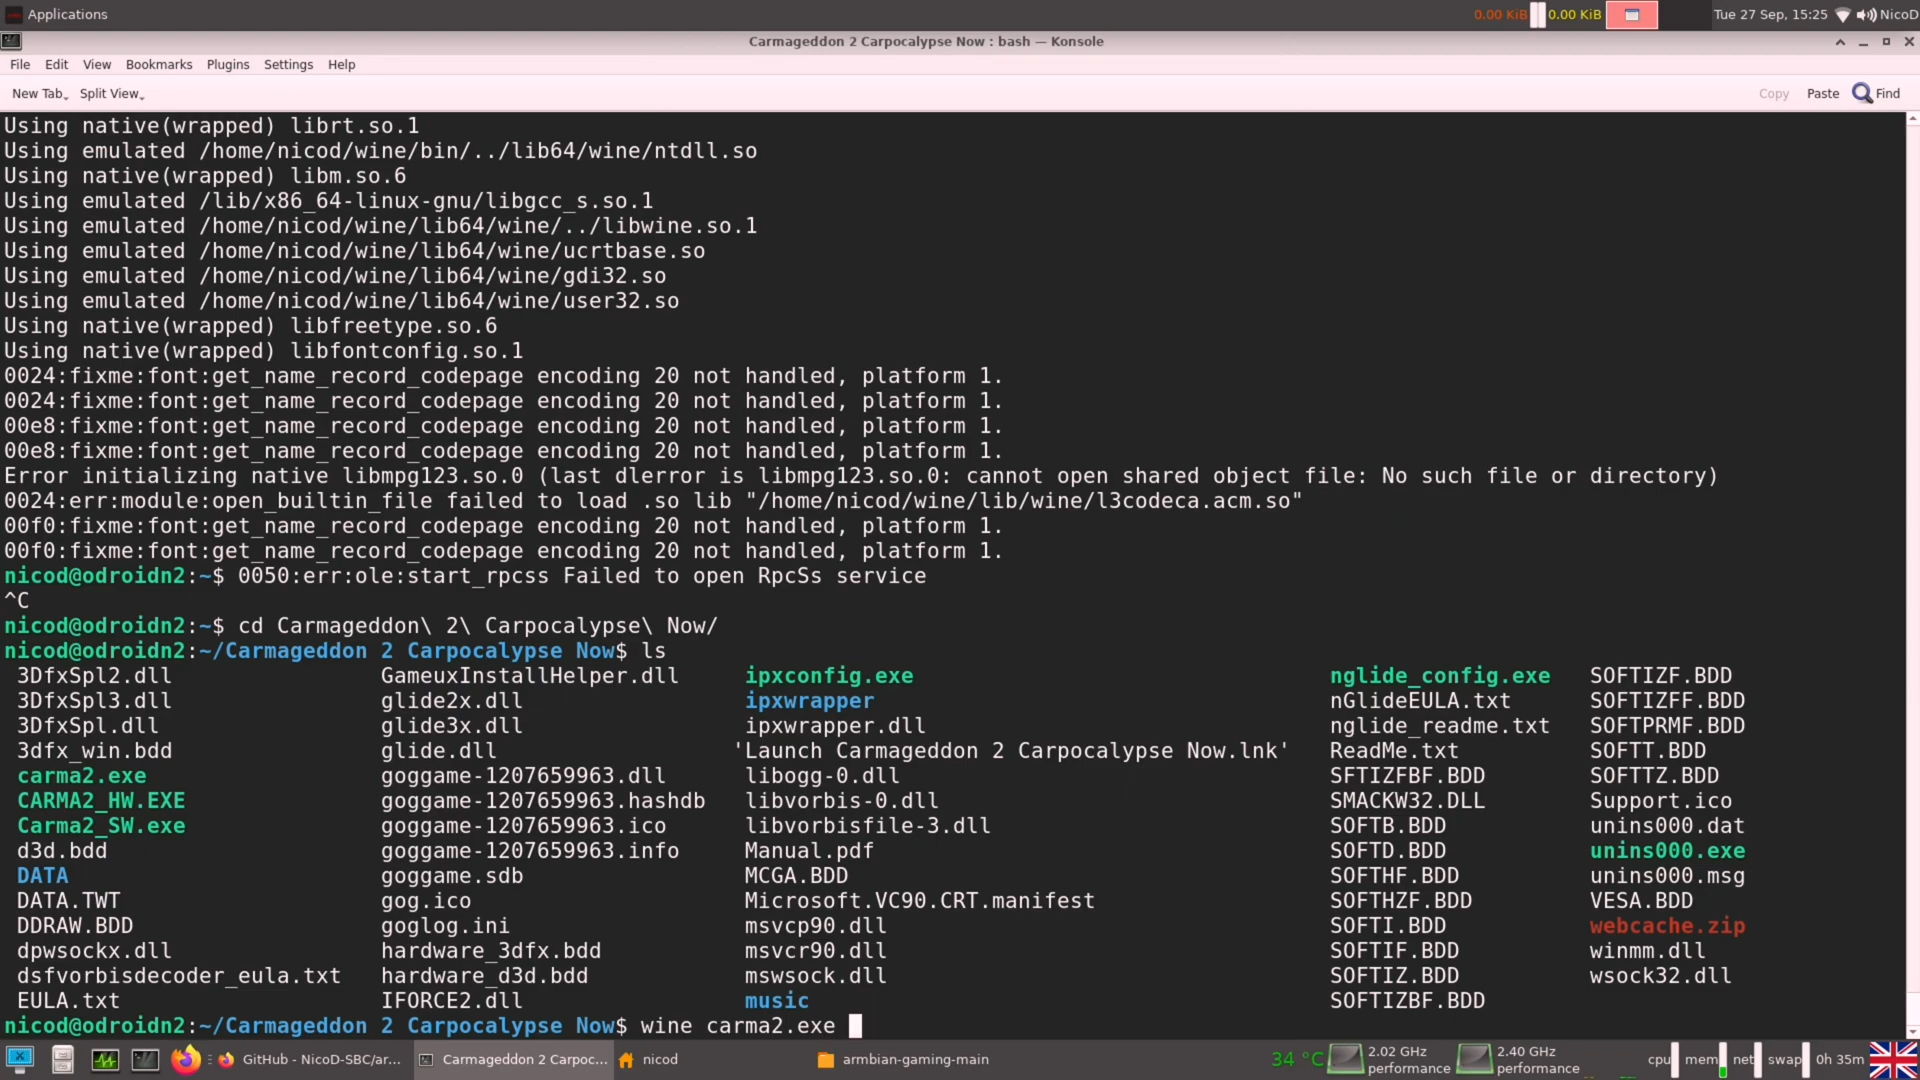 Applications 0.00 KiB 0.00 KiB Tue 27 Sep, 15:25 NicoD
Carmageddon 2 Carpocalypse Now : bash — Konsole
File Edit View Bookmarks Plugins Settings Help
New Tab Split View Copy Paste Find
Using native(wrapped) librt.so.1
Using emulated /home/nicod/wine/bin/../lib64/wine/ntdll.so
Using native(wrapped) libm.so.6
Using emulated /lib/x86_64-linux-gnu/libgcc_s.so.1
Using emulated /home/nicod/wine/lib64/wine/../libwine.so.1
Using emulated /home/nicod/wine/lib64/wine/ucrtbase.so
Using emulated /home/nicod/wine/lib64/wine/gdi32.so
Using emulated /home/nicod/wine/lib64/wine/user32.so
Using native(wrapped) libfreetype.so.6
Using native(wrapped) libfontconfig.so.1
0024:fixme:font:get_name_record_codepage encoding 20 not handled, platform 1.
0024:fixme:font:get_name_record_codepage encoding 20 not handled, platform 1.
00e8:fixme:font:get_name_record_codepage encoding 20 not handled, platform 1.
00e8:fixme:font:get_name_record_codepage encoding 20 not handled, platform 1.
Error initializing native libmpg123.so.0 (last dlerror is libmpg123.so.0: cannot open shared object file: No such file or directory)
0024:err:module:open_builtin_file failed to load .so lib "/home/nicod/wine/lib/wine/l3codeca.acm.so"
00f0:fixme:font:get_name_record_codepage encoding 20 not handled, platform 1.
00f0:fixme:font:get_name_record_codepage encoding 20 not handled, platform 1.
nicod@odroidn2:~$ 0050:err:ole:start_rpcss Failed to open RpcSs service
^C
nicod@odroidn2:~$ cd Carmageddon\ 2\ Carpocalypse\ Now/
nicod@odroidn2:~/Carmageddon 2 Carpocalypse Now$ ls
3DfxSpl2.dll GameuxInstallHelper.dll ipxconfig.exe nglide_config.exe SOFTIZF.BDD
3DfxSpl3.dll glide2x.dll ipxwrapper nGlideEULA.txt SOFTIZFF.BDD
3DfxSpl.dll glide3x.dll ipxwrapper.dll nglide_readme.txt SOFTPRMF.BDD
3dfx_win.bdd glide.dll 'Launch Carmageddon 2 Carpocalypse Now.lnk' ReadMe.txt SOFTT.BDD
carma2.exe goggame-1207659963.dll libogg-0.dll SFTIZFBF.BDD SOFTTZ.BDD
CARMA2_HW.EXE goggame-1207659963.hashdb libvorbis-0.dll SMACKW32.DLL Support.ico
Carma2_SW.exe goggame-1207659963.ico libvorbisfile-3.dll SOFTB.BDD unins000.dat
d3d.bdd goggame-1207659963.info Manual.pdf SOFTD.BDD unins000.exe
DATA goggame.sdb MCGA.BDD SOFTHF.BDD unins000.msg
DATA.TWT gog.ico Microsoft.VC90.CRT.manifest SOFTHZF.BDD VESA.BDD
DDRAW.BDD goglog.ini msvcp90.dll SOFTI.BDD webcache.zip
dpwsockx.dll hardware_3dfx.bdd msvcr90.dll SOFTIF.BDD winmm.dll
dsfvorbisdecoder_eula.txt hardware_d3d.bdd mswsock.dll SOFTIZ.BDD wsock32.dll
EULA.txt IFORCE2.dll music SOFTIZBF.BDD
nicod@odroidn2:~/Carmageddon 2 Carpocalypse Now$ wine carma2.exe
GitHub - NicoD-SBC/ar... Carmageddon 2 Carpoc... nicod armbian-gaming-main 34 °C 2.02 GHz performance 2.40 GHz performance cpu mem net swap 0h 35m